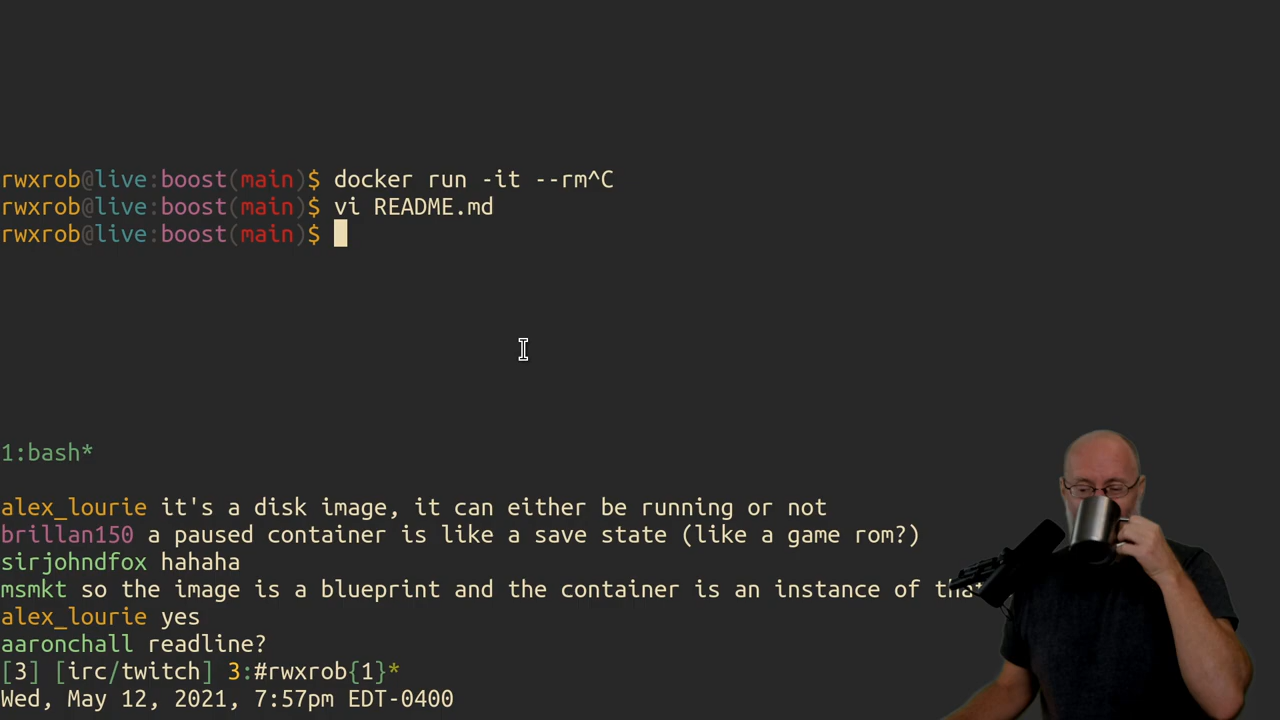 rwxrob@live:boost(main)$ docker run -it --rm^C
rwxrob@live:boost(main)$ vi README.md
rwxrob@live:boost(main)$
1:bash*
alex_lourie it's a disk image, it can either be running or not
brillan150 a paused container is like a save state (like a game rom?)
sirjohndfox hahaha
msmkt so the image is a blueprint and the container is an instance of
alex_lourie yes
aaronchall readline?
[3] [irc/twitch] 3:#rwxrob{1}*
Wed, May 12, 2021, 7:57pm EDT-0400